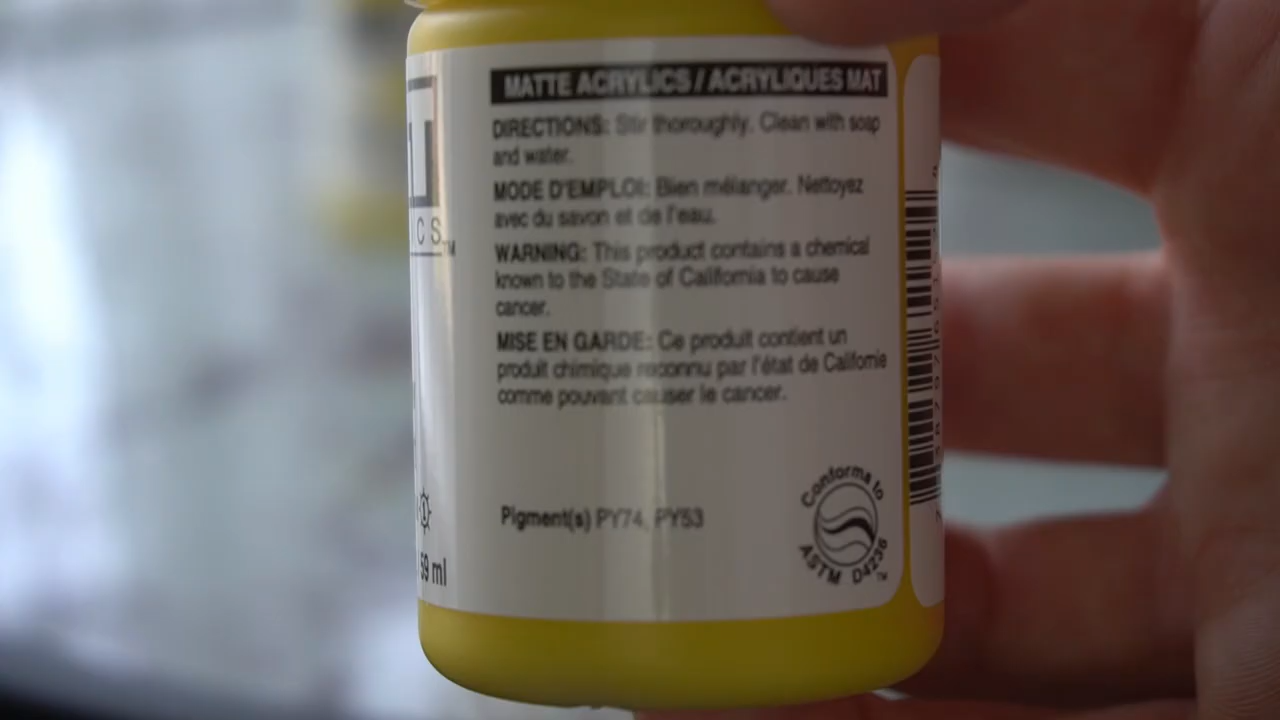 MATTE ACRYLICS / ACRYLIQUES MAT
DIRECTIONS: Stir thoroughly. Clean with soap
and water.
MODE D'EMPLOI: Bien mélanger. Nettoyez
avec du savon et de l'eau.
WARNING: This product contains a chemical
known to the State of California to cause
cancer.
MISE EN GARDE: Ce produit contient un
produit chimique reconnu par l'état de Californie
comme pouvant causer le cancer.
Pigment(s) PY74, PY53
Conforms to
ASTM D4236
TM
T
ICS TM
I
59 ml